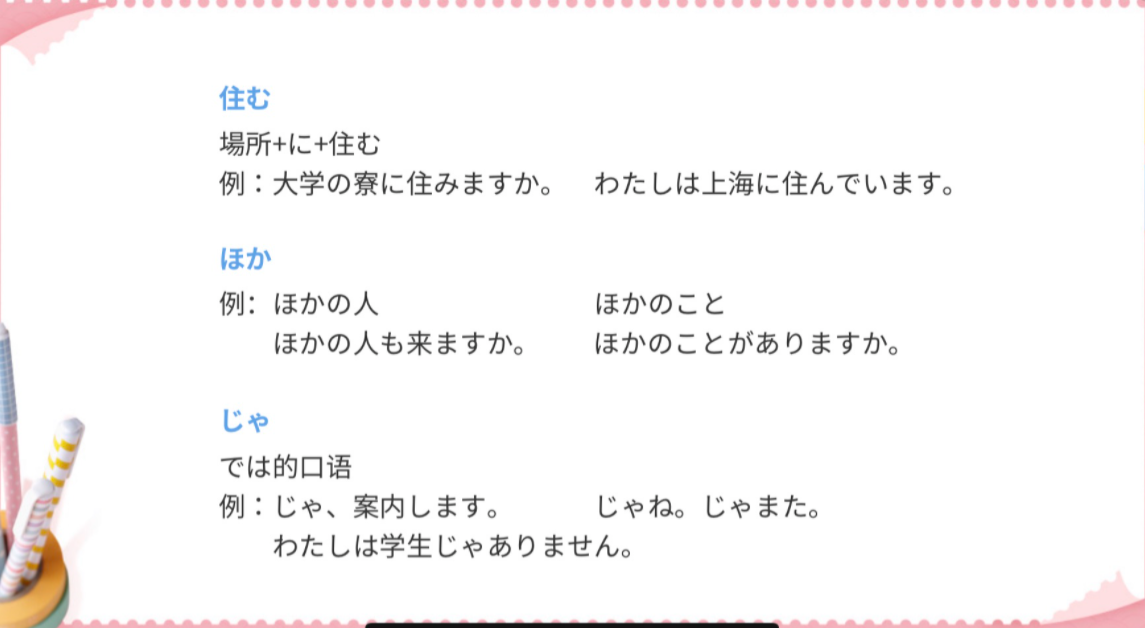 住む
場所+に+住む
例：大学の寮に住みますか。 わたしは上海に住んでいます。
ほか
例： ほかの人 ほかのこと
ほかの人も来ますか。 ほかのことがありますか。
じゃ
では的口语
例：じゃ、案内します。 じゃね。じゃまた。
わたしは学生じゃありません。